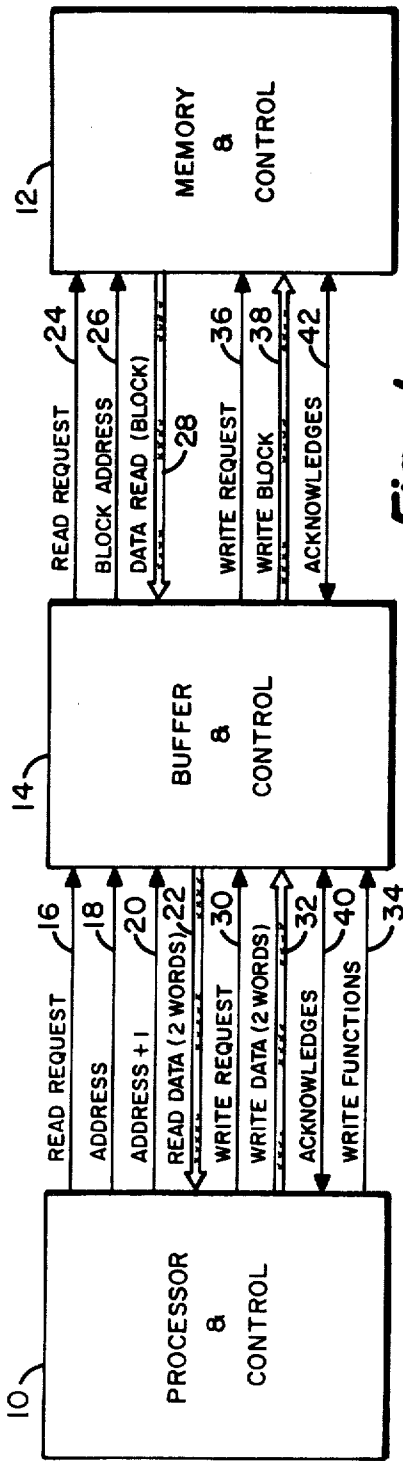 10
PROCESSOR
&
CONTROL
READ REQUEST
16
ADDRESS
18
ADDRESS + 1
20
READ DATA (2 WORDS)
22
WRITE REQUEST
30
WRITE DATA (2 WORDS)
32
ACKNOWLEDGES
40
WRITE FUNCTIONS
34
14
BUFFER
&
CONTROL
READ REQUEST
24
BLOCK ADDRESS
26
DATA READ (BLOCK)
28
WRITE REQUEST
36
WRITE BLOCK
38
ACKNOWLEDGES
42
12
MEMORY
&
CONTROL